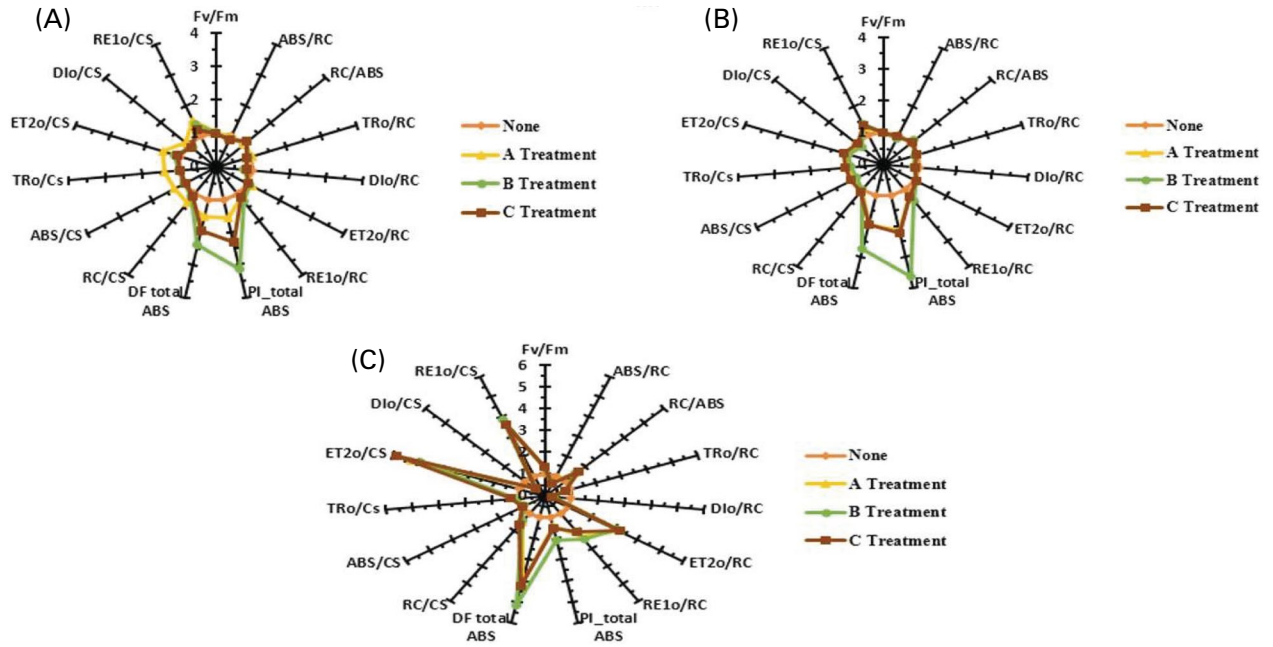 (A)
Fv/Fm
4
3
2
1
0
ABS/RC
RC/ABS
TRo/RC
DIo/RC
ET2o/RC
RE1o/RC
PI_total
ABS
DF total
ABS
RC/CS
ABS/CS
TRo/Cs
ET2o/CS
DIo/CS
RE1o/CS
None
A Treatment
B Treatment
C Treatment
(B)
Fv/Fm
4
3
2
1
0
ABS/RC
RC/ABS
TRo/RC
DIo/RC
ET2o/RC
RE1o/RC
PI_total
ABS
DF total
ABS
RC/CS
ABS/CS
TRo/Cs
ET2o/CS
DIo/CS
RE1o/CS
None
A Treatment
B Treatment
C Treatment
(C)
Fv/Fm
6
5
4
3
2
1
0
ABS/RC
RC/ABS
TRo/RC
DIo/RC
ET2o/RC
RE1o/RC
PI_total
ABS
DF total
ABS
RC/CS
ABS/CS
TRo/Cs
ET2o/CS
DIo/CS
RE1o/CS
None
A Treatment
B Treatment
C Treatment